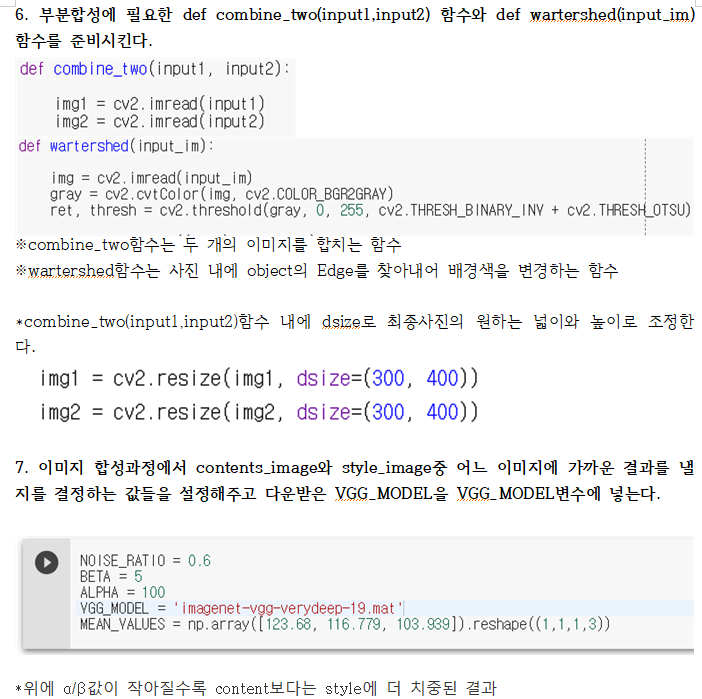 6. 부분합성에 필요한 def combine_two(input1,input2) 함수와 def wartershed(input_im)
함수를 준비시킨다.
def combine_two(input1, input2):
img1 = cv2.imread(input1)
img2 = cv2.imread(input2)
def wartershed(input_im):
img = cv2.imread(input_im)
gray = cv2.cvtColor(img, cv2.COLOR_BGR2GRAY)
ret, thresh = cv2.threshold(gray, 0, 255, cv2.THRESH_BINARY_INV + cv2.THRESH_OTSU)
※combine_two함수는 두 개의 이미지를 합치는 함수
※wartershed함수는 사진 내에 object의 Edge를 찾아내어 배경색을 변경하는 함수
*combine_two(input1,input2)함수 내에 dsize로 최종사진의 원하는 넓이와 높이로 조정한
다.
img1 = cv2.resize(img1, dsize=(300, 400))
img2 = cv2.resize(img2, dsize=(300, 400))
7. 이미지 합성과정에서 contents_image와 style_image중 어느 이미지에 가까운 결과를 낼
지를 결정하는 값들을 설정해주고 다운받은 VGG_MODEL을 VGG_MODEL변수에 넣는다.
NOISE_RATIO = 0.6
BETA = 5
ALPHA = 100
VGG_MODEL = 'imagenet-vgg-verydeep-19.mat'
MEAN_VALUES = np.array([123.68, 116.779, 103.939]).reshape((1,1,1,3))
*위에 α/β값이 작아질수록 content보다는 style에 더 치중된 결과